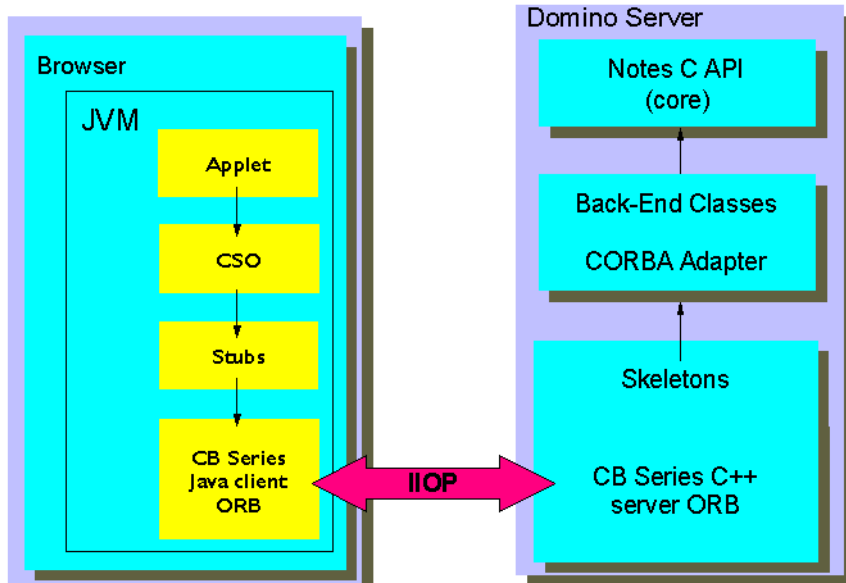 Browser
JVM
Applet
CSO
Stubs
CB Series
Java client
ORB
IIOP
Domino Server
Notes C API
(core)
Back-End Classes
CORBA Adapter
Skeletons
CB Series C++
server ORB